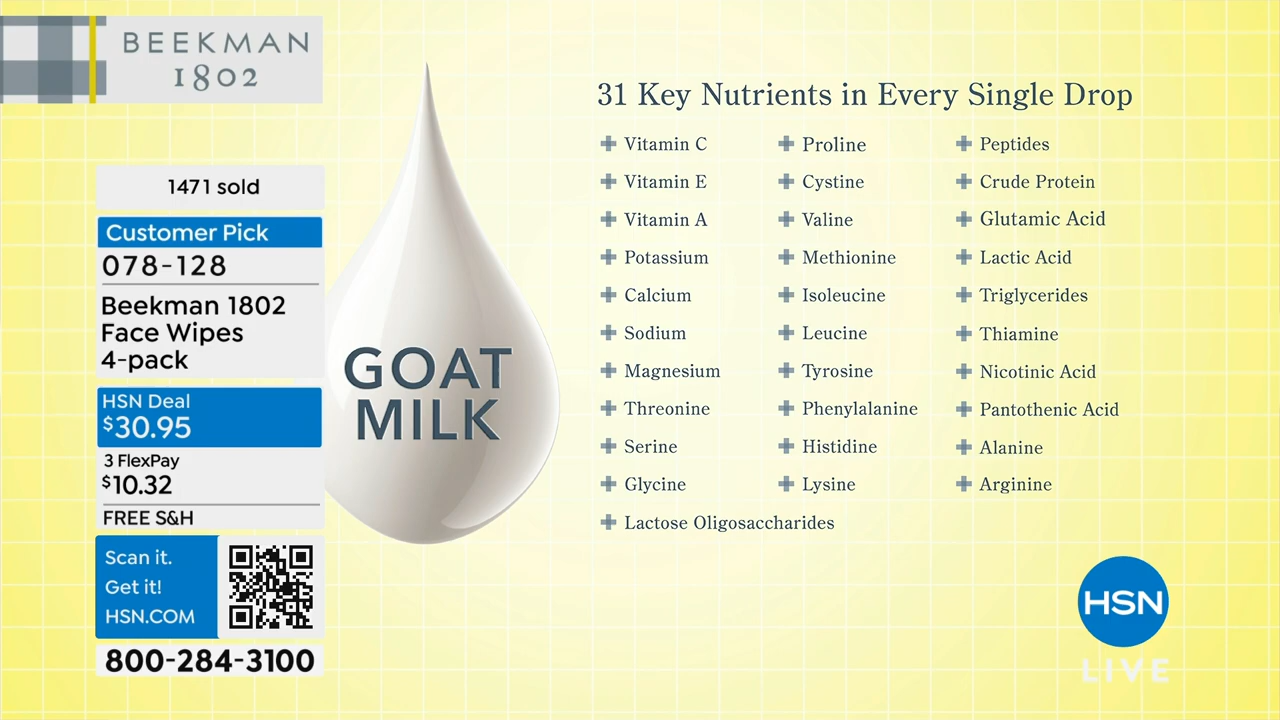 BEEKMAN
1802
1471 sold
Customer Pick
078-128
Beekman 1802
Face Wipes
4-pack
HSN Deal
$30.95
3 FlexPay
$10.32
FREE S&H
Scan it.
Get it!
HSN.COM
800-284-3100
GOAT
MILK
31 Key Nutrients in Every Single Drop
Vitamin C
Vitamin E
Vitamin A
Potassium
Calcium
Sodium
Magnesium
Threonine
Serine
Glycine
Lactose Oligosaccharides
Proline
Cystine
Valine
Methionine
Isoleucine
Leucine
Tyrosine
Phenylalanine
Histidine
Lysine
Peptides
Crude Protein
Glutamic Acid
Lactic Acid
Triglycerides
Thiamine
Nicotinic Acid
Pantothenic Acid
Alanine
Arginine
HSN
LIVE